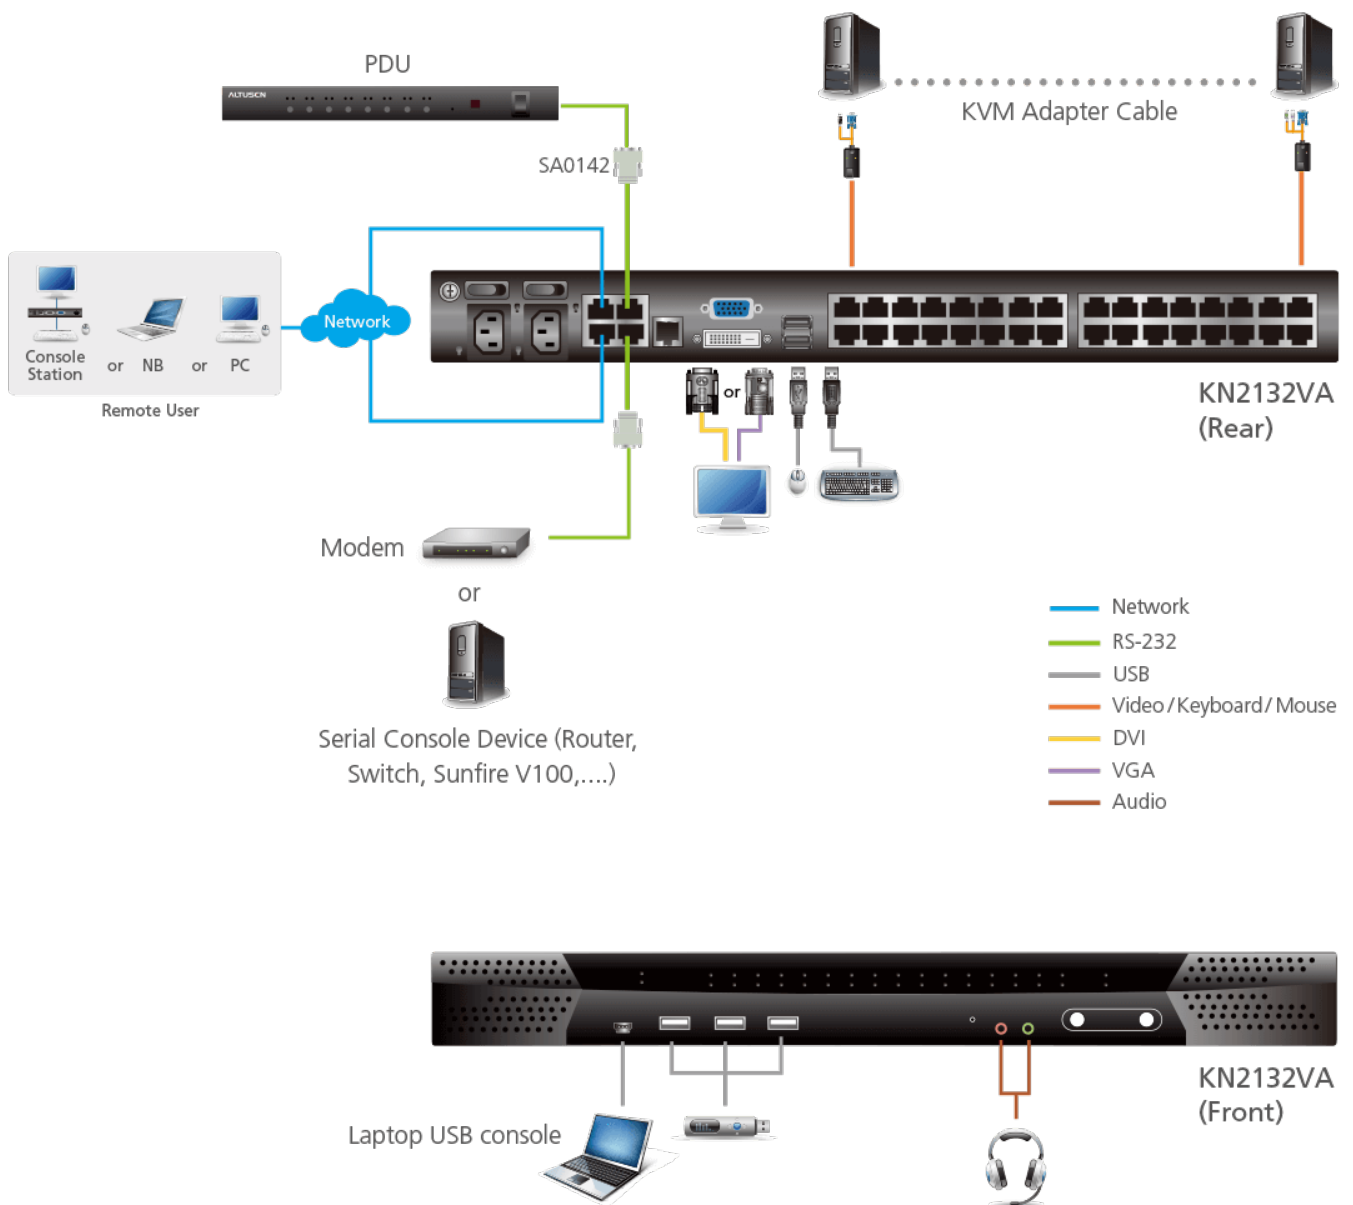 PDU
ALTUSEN
SA0142
KVM Adapter Cable
Network
Console
Station
or
NB
or
PC
Remote User
or
KN2132VA
(Rear)
Modem
or
Serial Console Device (Router,
Switch, Sunfire V100,....)
Network
RS-232
USB
Video/Keyboard/Mouse
DVI
VGA
Audio
KN2132VA
(Front)
Laptop USB console